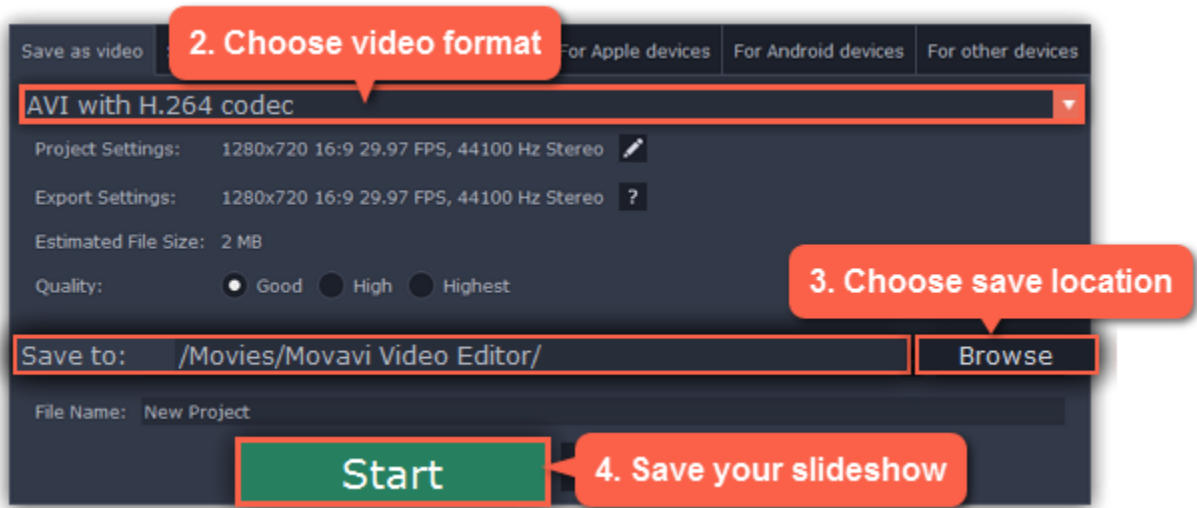 2. Choose video format
Save as video
For Apple devices
For Android devices
For other devices
AVI with H.264 codec
Project Settings: 1280x720 16:9 29.97 FPS, 44100 Hz Stereo
Export Settings: 1280x720 16:9 29.97 FPS, 44100 Hz Stereo ?
Estimated File Size: 2 MB
Quality: Good High Highest
3. Choose save location
Save to: /Movies/Movavi Video Editor/ Browse
File Name: New Project
Start
4. Save your slideshow